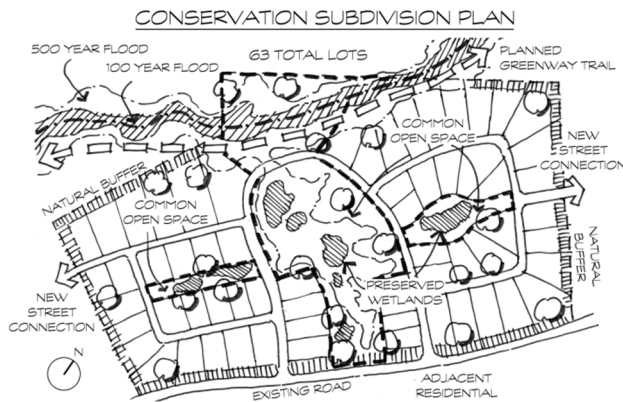 CONSERVATION SUBDIVISION PLAN
500 YEAR FLOOD
63 TOTAL LOTS
PLANNED
GREENWAY TRAIL
100 YEAR FLOOD
COMMON
OPEN SPACE
NEW
STREET
CONNECTION
NATURAL BUFFER
COMMON
OPEN SPACE
NATURAL
BUFFER
PRESERVED
WETLANDS
NEW
STREET
CONNECTION
N
EXISTING ROAD
ADJACENT
RESIDENTIAL